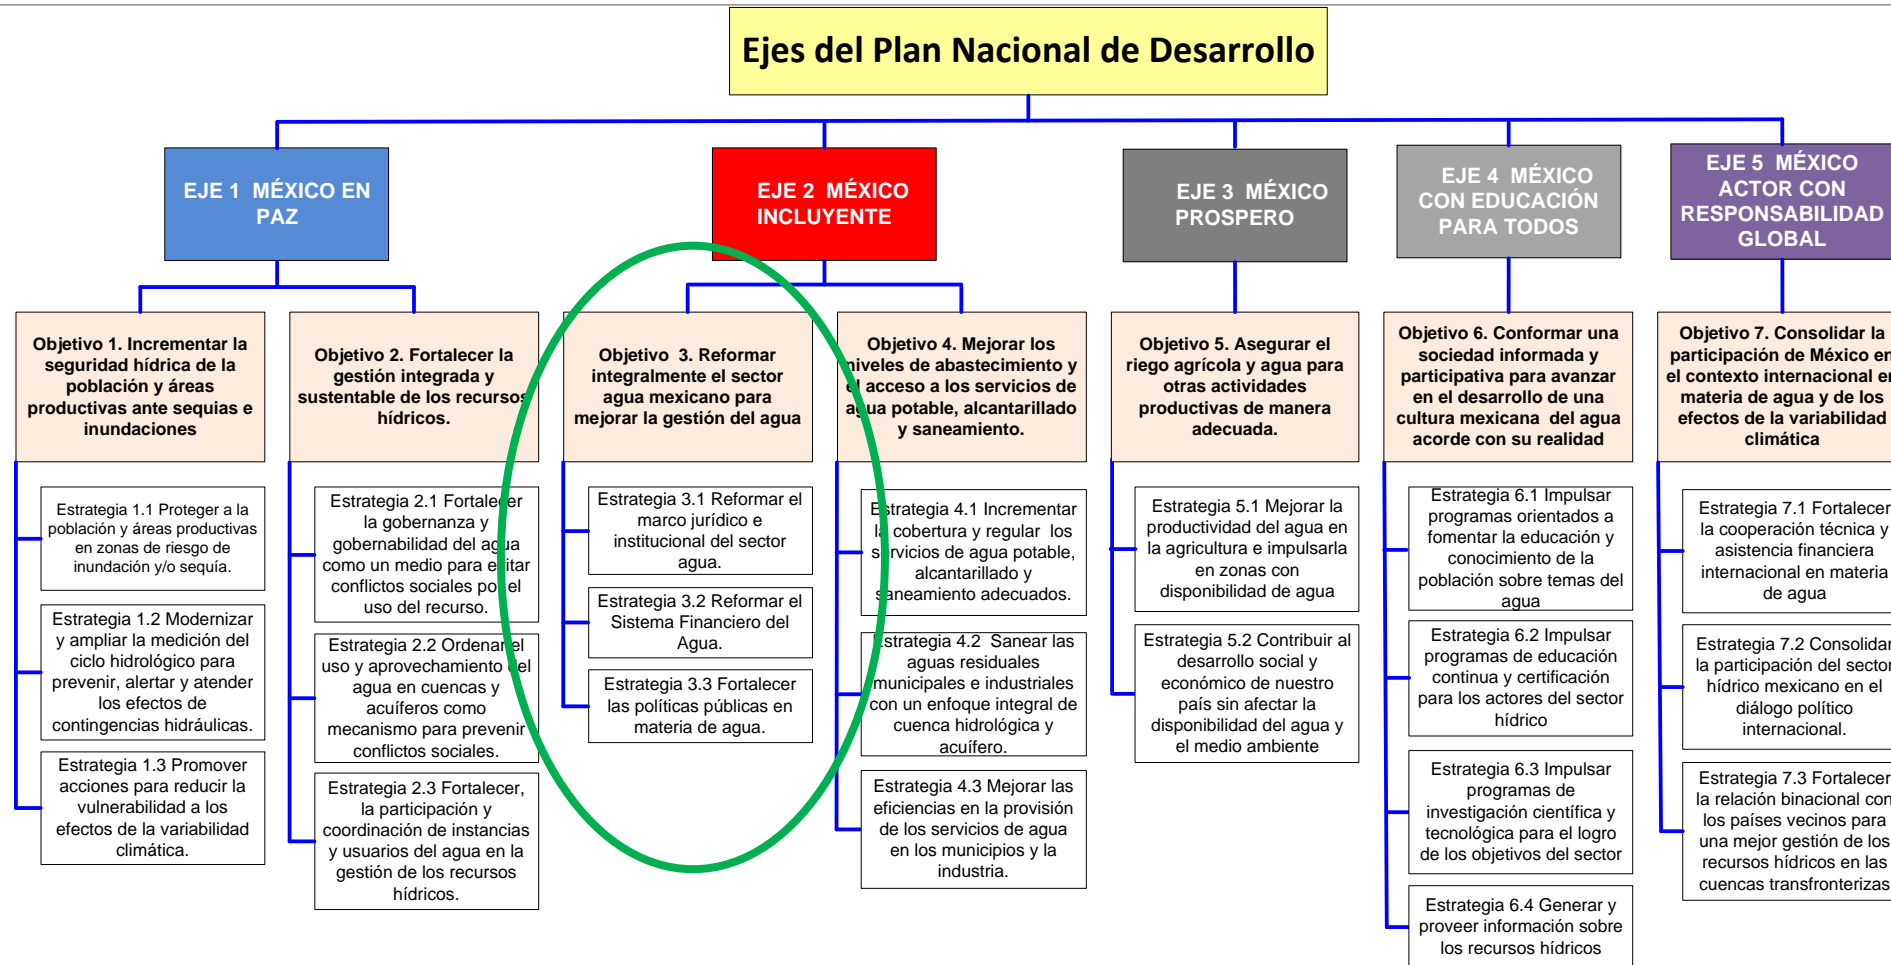 Ejes del Plan Nacional de Desarrollo
EJE 1 MÉXICO EN
PAZ
EJE 2 MÉXICO
INCLUYENTE
EJE 3 MÉXICO
PROSPERO
EJE 4 MÉXICO
CON EDUCACIÓN
PARA TODOS
EJE 5 MÉXICO
ACTOR CON
RESPONSABILIDAD
GLOBAL
Objetivo 1. Incrementar la
seguridad hídrica de la
población y áreas
productivas ante sequias e
inundaciones
Estrategia 1.1 Proteger a la
población y áreas productivas
en zonas de riesgo de
inundación y/o sequía.
Estrategia 1.2 Modernizar
y ampliar la medición del
ciclo hidrológico para
prevenir, alertar y atender
los efectos de
contingencias hidráulicas.
Estrategia 1.3 Promover
acciones para reducir la
vulnerabilidad a los
efectos de la variabilidad
climática.
Objetivo 2. Fortalecer la
gestión integrada y
sustentable de los recursos
hídricos.
Estrategia 2.1 Fortalecer
la gobernanza y
gobernabilidad del agua
como un medio para evitar
conflictos sociales por el
uso del recurso.
Estrategia 2.2 Ordenar el
uso y aprovechamiento del
agua en cuencas y
acuíferos como
mecanismo para prevenir
conflictos sociales.
Estrategia 2.3 Fortalecer,
la participación y
coordinación de instancias
y usuarios del agua en la
gestión de los recursos
hídricos.
Objetivo 3. Reformar
integralmente el sector
agua mexicano para
mejorar la gestión del agua
Estrategia 3.1 Reformar el
marco jurídico e
institucional del sector
agua.
Estrategia 3.2 Reformar el
Sistema Financiero del
Agua.
Estrategia 3.3 Fortalecer
las políticas públicas en
materia de agua.
Objetivo 4. Mejorar los
niveles de abastecimiento y
el acceso a los servicios de
agua potable, alcantarillado
y saneamiento.
Estrategia 4.1 Incrementar
la cobertura y regular los
servicios de agua potable,
alcantarillado y
saneamiento adecuados.
Estrategia 4.2 Sanear las
aguas residuales
municipales e industriales
con un enfoque integral de
cuenca hidrológica y
acuífero.
Estrategia 4.3 Mejorar las
eficiencias en la provisión
de los servicios de agua
en los municipios y la
industria.
Objetivo 5. Asegurar el
riego agrícola y agua para
otras actividades
productivas de manera
adecuada.
Estrategia 5.1 Mejorar la
productividad del agua en
la agricultura e impulsarla
en zonas con
disponibilidad de agua
Estrategia 5.2 Contribuir al
desarrollo social y
económico de nuestro
país sin afectar la
disponibilidad del agua y
el medio ambiente
Objetivo 6. Conformar una
sociedad informada y
participativa para avanzar
en el desarrollo de una
cultura mexicana del agua
acorde con su realidad
Estrategia 6.1 Impulsar
programas orientados a
fomentar la educación y
conocimiento de la
población sobre temas del
agua
Estrategia 6.2 Impulsar
programas de educación
continua y certificación
para los actores del sector
hídrico
Estrategia 6.3 Impulsar
programas de
investigación científica y
tecnológica para el logro
de los objetivos del sector
Estrategia 6.4 Generar y
proveer información sobre
los recursos hídricos
Objetivo 7. Consolidar la
participación de México en
el contexto internacional en
materia de agua y de los
efectos de la variabilidad
climática
Estrategia 7.1 Fortalecer
la cooperación técnica y
asistencia financiera
internacional en materia
de agua
Estrategia 7.2 Consolidar
la participación del sector
hídrico mexicano en el
diálogo político
internacional.
Estrategia 7.3 Fortalecer
la relación binacional con
los países vecinos para
una mejor gestión de los
recursos hídricos en las
cuencas transfronterizas